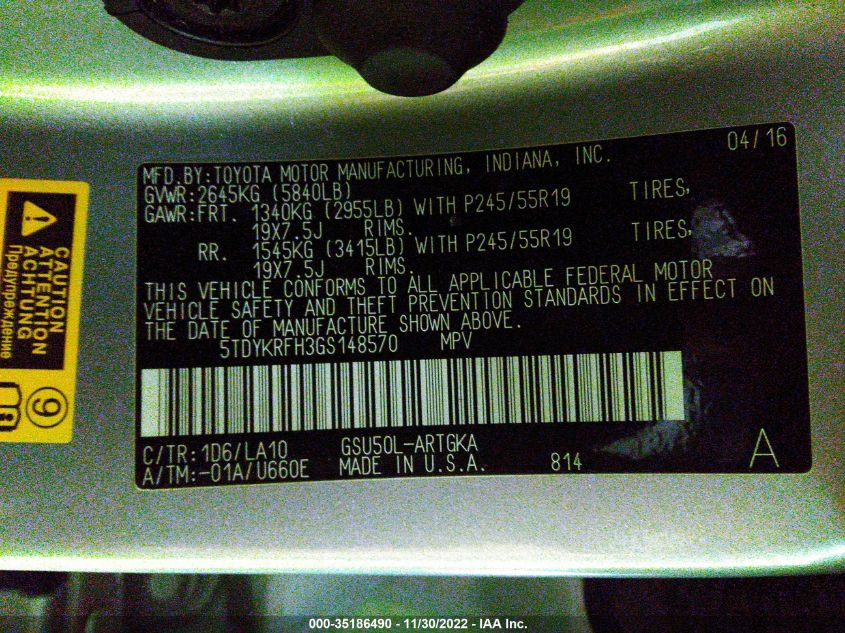 MFD.BY:TOYOTA MOTOR MANUFACTURING, INDIANA, INC. 04/16
GVWR:2645KG (5840LB)
GAWR:FRT. 1340KG (2955LB) WITH P245/55R19 TIRES,
19X7.5J RIMS.
RR. 1545KG (3415LB) WITH P245/55R19 TIRES,
19X7.5J RIMS.
THIS VEHICLE CONFORMS TO ALL APPLICABLE FEDERAL MOTOR
VEHICLE SAFETY AND THEFT PREVENTION STANDARDS IN EFFECT ON
THE DATE OF MANUFACTURE SHOWN ABOVE.
5TDYKRFH3GS148570 MPV
C/TR:1D6/LA10 GSU50L-ARTGKA
A/TM:-01A/U660E MADE IN U.S.A. 814 A
CAUTION
ATTENTION
ACHTUNG
Предупреждение
9
000-35186490 - 11/30/2022 - IAA Inc.